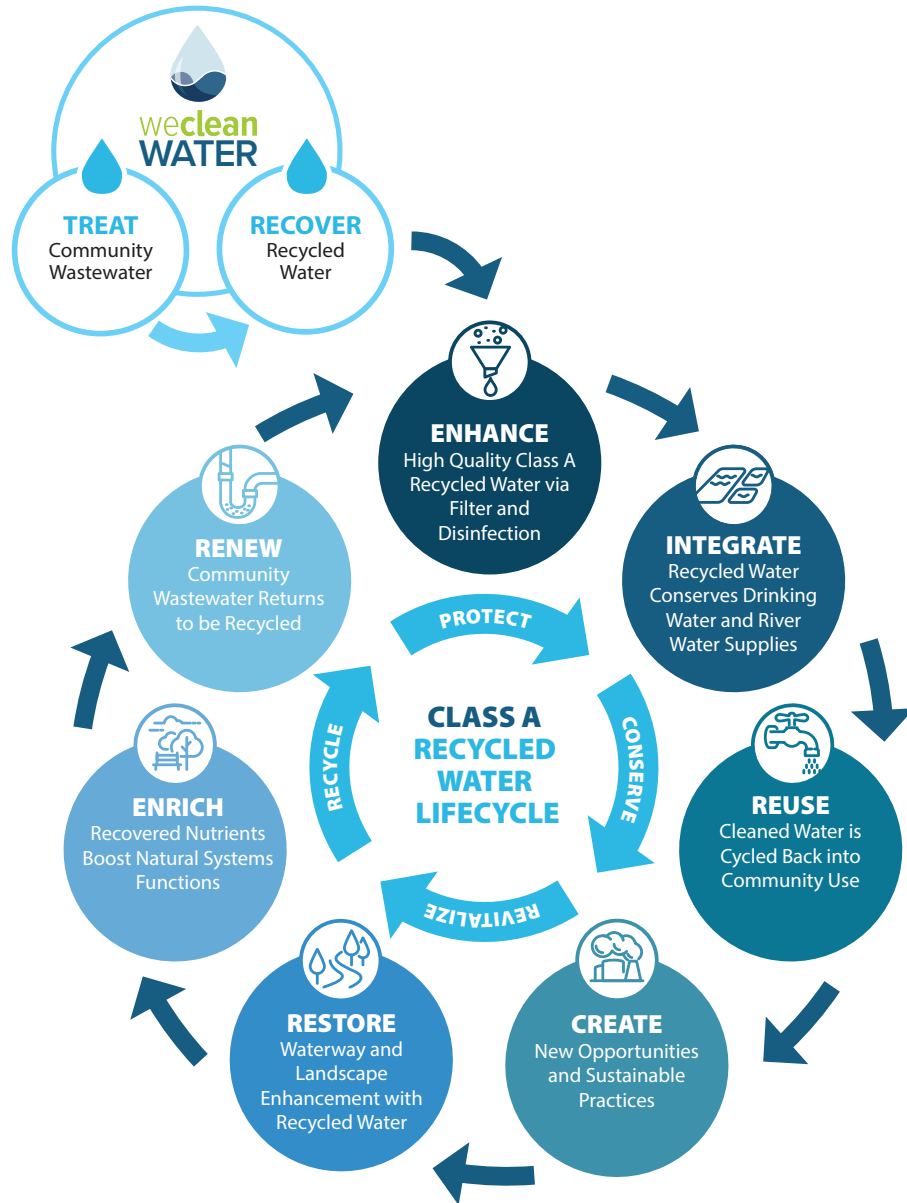 weclean
WATER
TREAT
Community
Wastewater
RECOVER
Recycled
Water
ENHANCE
High Quality Class A
Recycled Water via
Filter and
Disinfection
INTEGRATE
Recycled Water
Conserves Drinking
Water and River
Water Supplies
REUSE
Cleaned Water is
Cycled Back into
Community Use
CREATE
New Opportunities
and Sustainable
Practices
RESTORE
Waterway and
Landscape
Enhancement with
Recycled Water
ENRICH
Recovered Nutrients
Boost Natural Systems
Functions
RENEW
Community
Wastewater Returns
to be Recycled
PROTECT
CONSERVE
REVITALIZE
RECYCLE
CLASS A
RECYCLED
WATER
LIFECYCLE